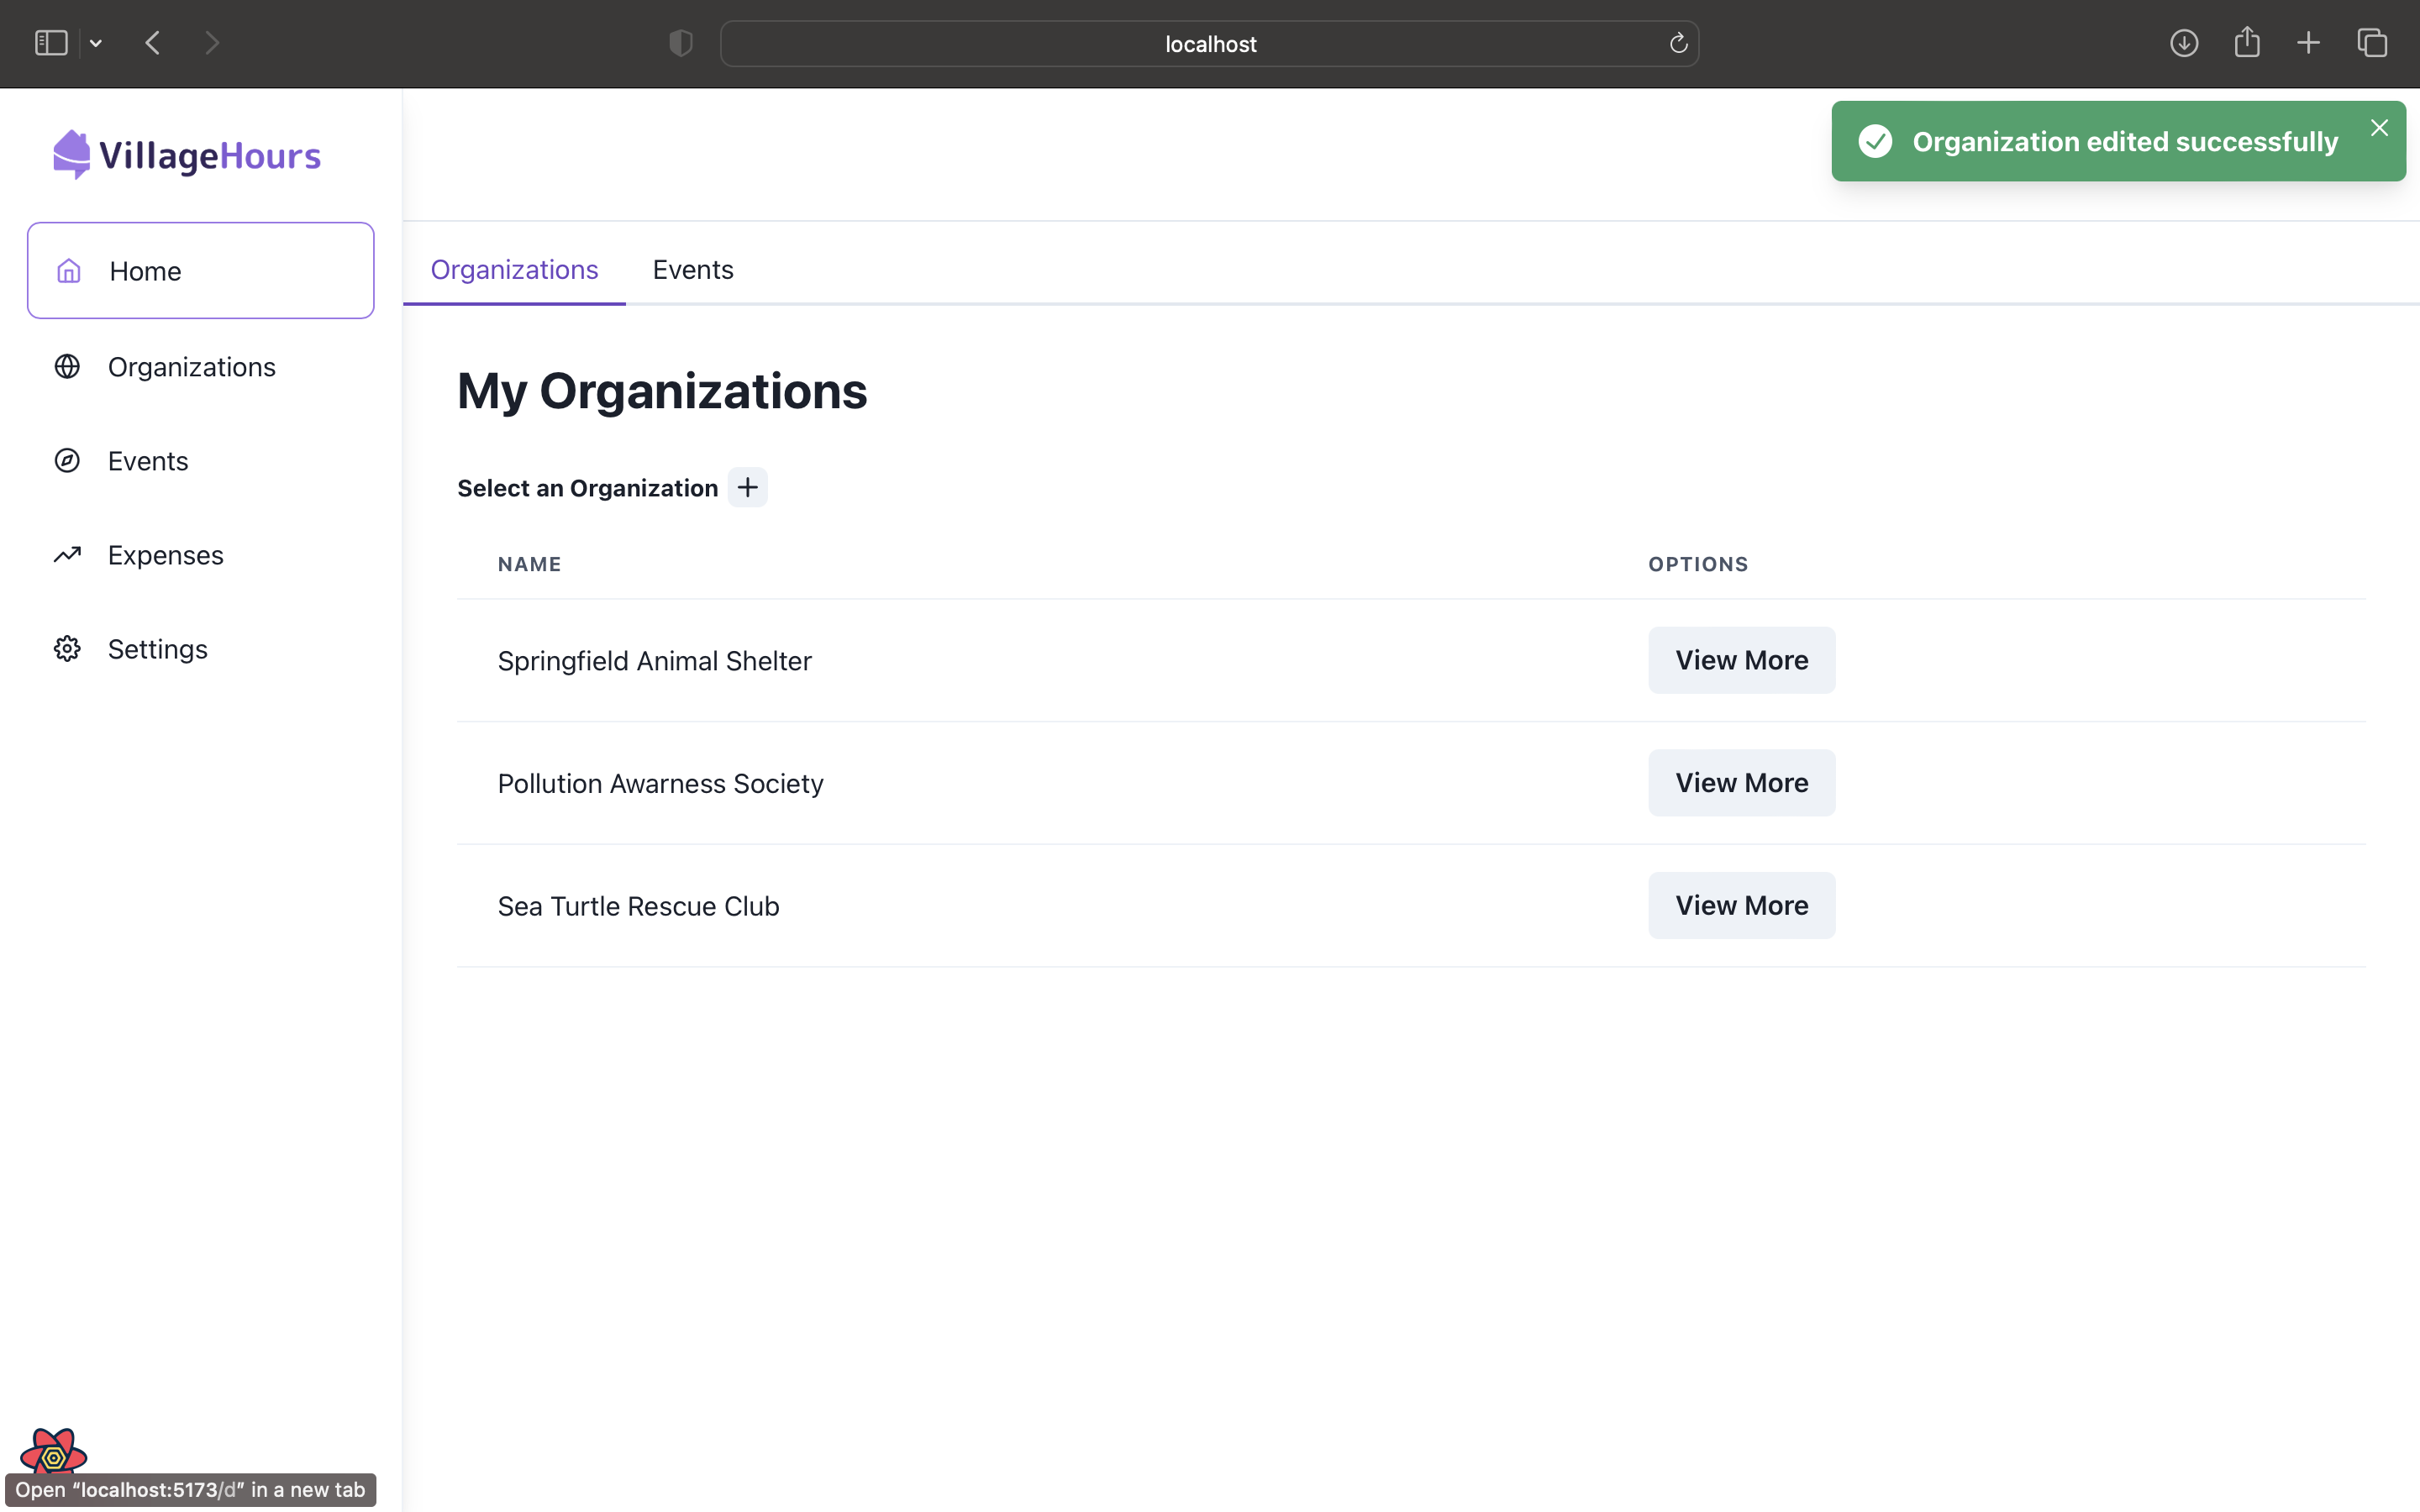 localhost
VillageHours
Organization edited successfully
Home
Organizations
Events
Expenses
Settings
Organizations Events
My Organizations
Select an Organization
NAME OPTIONS
Springfield Animal Shelter View More
Pollution Awarness Society View More
Sea Turtle Rescue Club View More
Open “localhost:5173/d” in a new tab